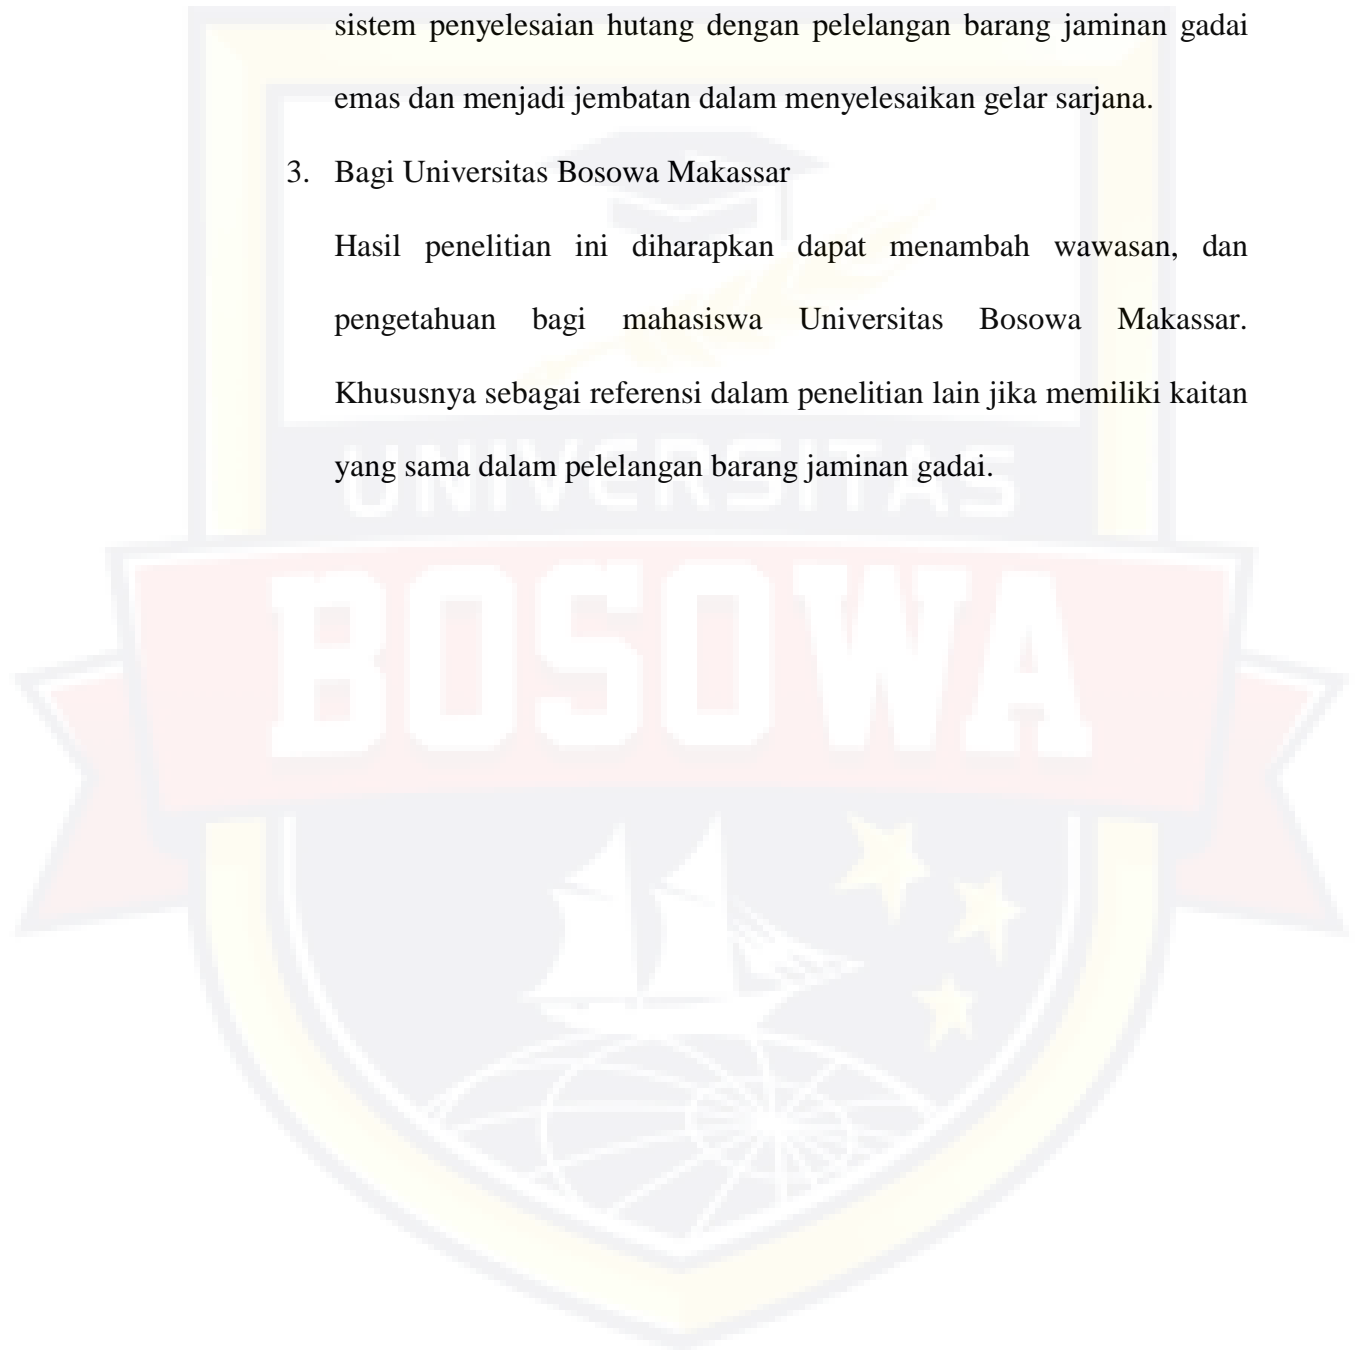 sistem penyelesaian hutang dengan pelelangan barang jaminan gadai
emas dan menjadi jembatan dalam menyelesaikan gelar sarjana.
3. Bagi Universitas Bosowa Makassar
Hasil penelitian ini diharapkan dapat menambah wawasan, dan
pengetahuan bagi mahasiswa Universitas Bosowa Makassar.
Khususnya sebagai referensi dalam penelitian lain jika memiliki kaitan
yang sama dalam pelelangan barang jaminan gadai.
UNIVERSITAS
BOSOWA